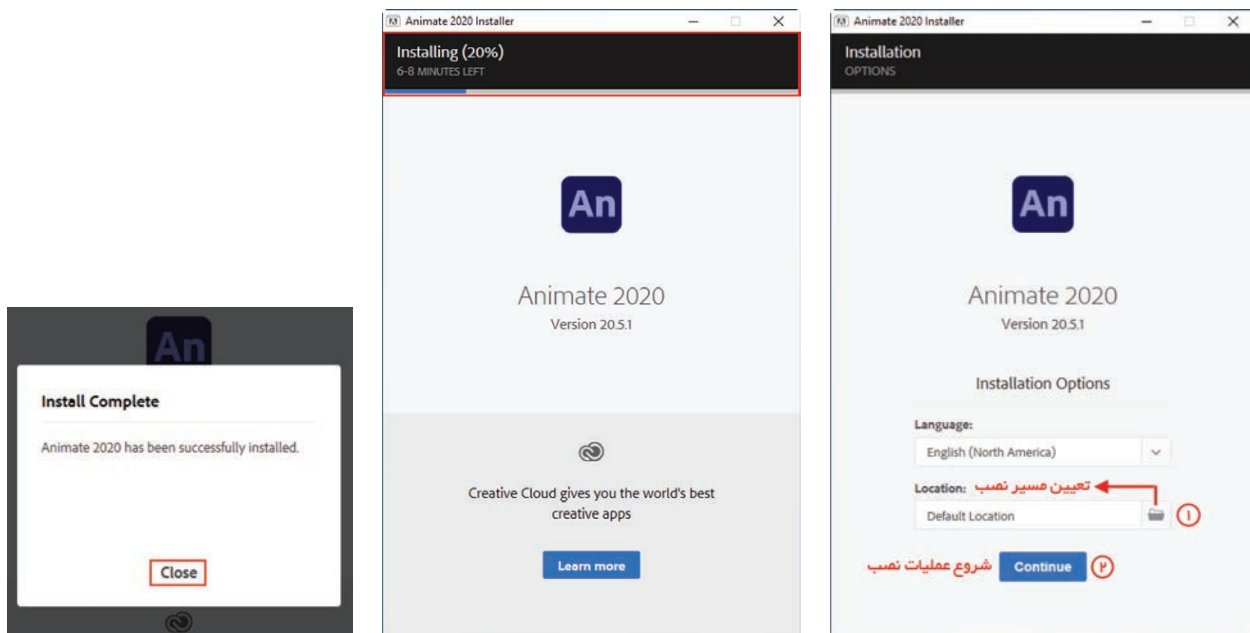 Animate 2020 Installer
Installation
OPTIONS
An
Animate 2020
Version 20.5.1
Installation Options
Language:
English (North America)
Location: تعیین مسیر نصب
Default Location
۱
شروع عملیات نصب Continue ۲
Animate 2020 Installer
Installing (20%)
6-8 MINUTES LEFT
An
Animate 2020
Version 20.5.1
Creative Cloud gives you the world's best
creative apps
Learn more
An
Install Complete
Animate 2020 has been successfully installed.
Close